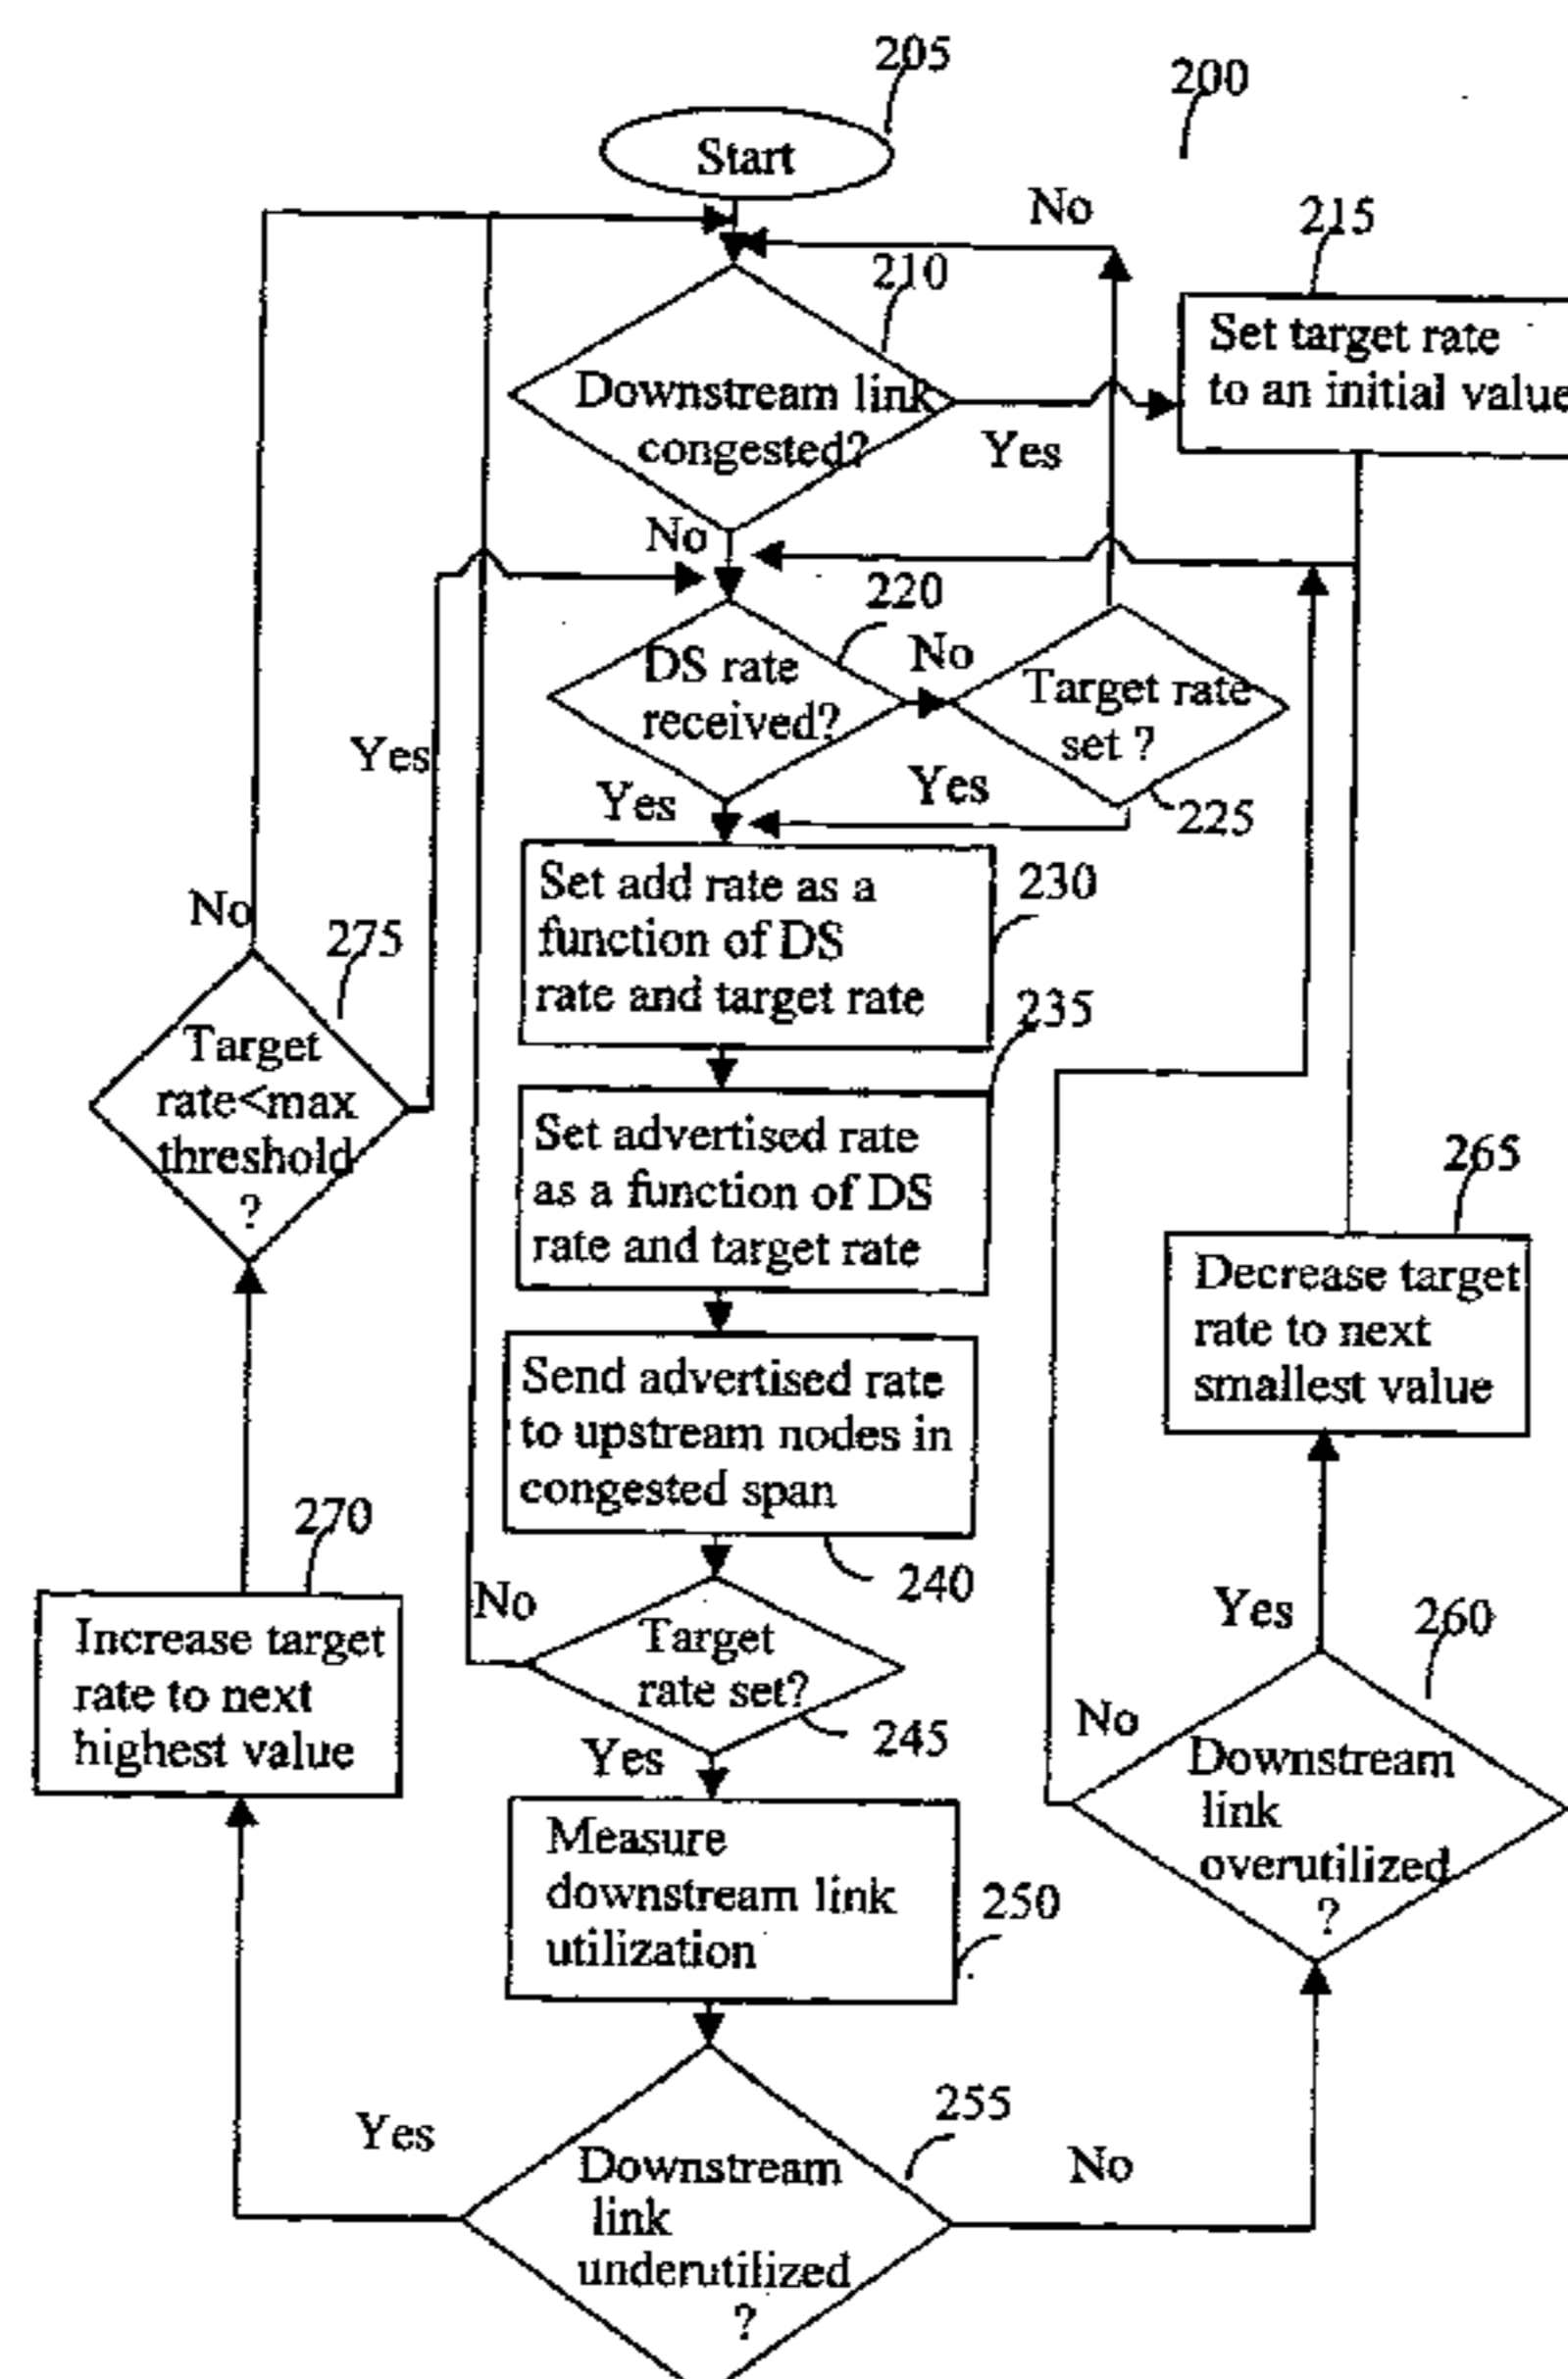 205
200
Start
No
215
210
Set target rate
to an initial value
Downstream link
congested?
Yes
No
220
DS rate
received?
No
Target rate
set ?
Yes
Yes
Yes
225
Set add rate as a
function of DS
rate and target rate
230
No
275
235
Target
rate<max
threshold
?
Set advertised rate
as a function of DS
rate and target rate
265
Decrease target
rate to next
smallest value
Send advertised rate
to upstream nodes in
congested span
270
240
No
Increase target
rate to next
highest value
Target
rate set?
245
Yes
Yes
260
No
Downstream
link
overutilized
?
Measure
downstream link
utilization
250
255
Yes
No
Downstream
link
underutilized
?